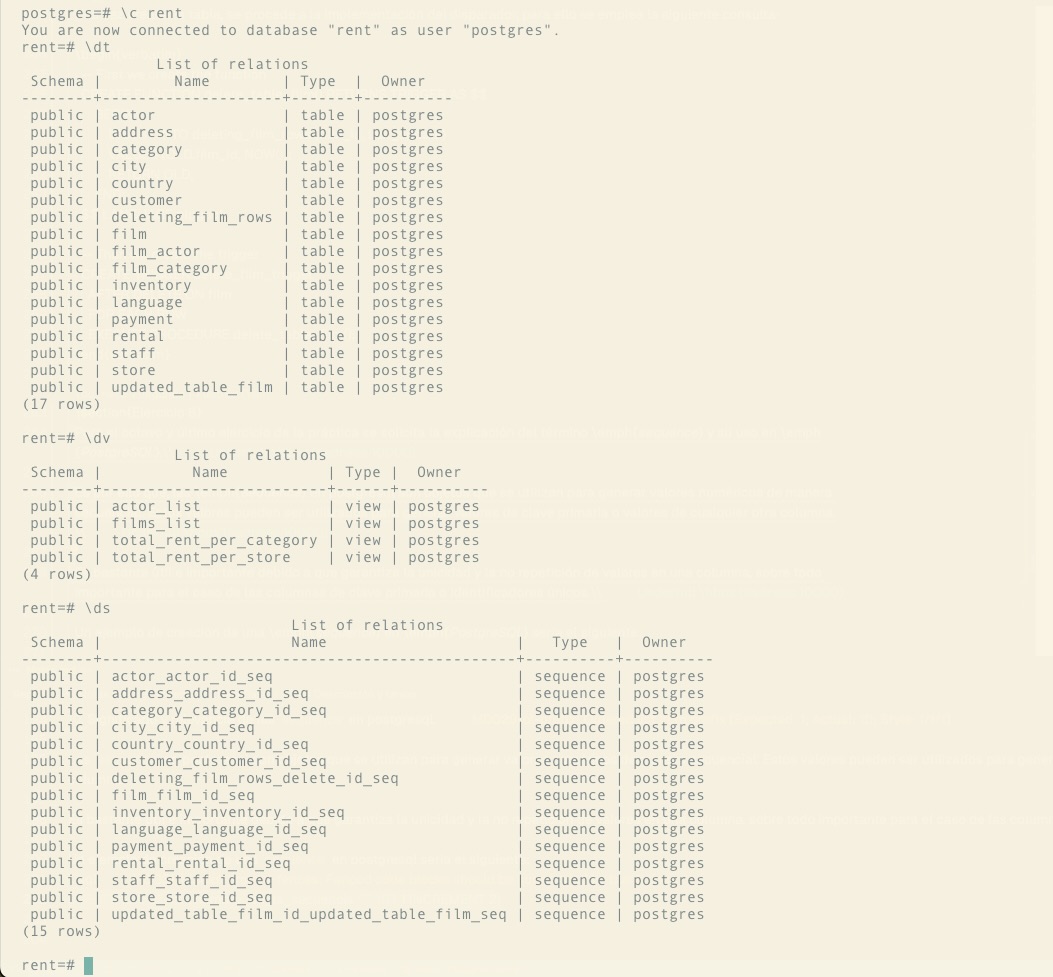 postgres=# \c rent
You are now connected to database "rent" as user "postgres".
rent=# \dt
               List of relations
 Schema |        Name        | Type  |  Owner
--------+--------------------+-------+----------
 public | actor              | table | postgres
 public | address            | table | postgres
 public | category           | table | postgres
 public | city               | table | postgres
 public | country            | table | postgres
 public | customer           | table | postgres
 public | deleting_film_rows | table | postgres
 public | film               | table | postgres
 public | film_actor         | table | postgres
 public | film_category      | table | postgres
 public | inventory          | table | postgres
 public | language           | table | postgres
 public | payment            | table | postgres
 public | rental             | table | postgres
 public | staff              | table | postgres
 public | store              | table | postgres
 public | updated_table_film | table | postgres
(17 rows)

rent=# \dv
                 List of relations
 Schema |          Name           | Type |  Owner
--------+-------------------------+------+----------
 public | actor_list              | view | postgres
 public | films_list              | view | postgres
 public | total_rent_per_category | view | postgres
 public | total_rent_per_store    | view | postgres
(4 rows)

rent=# \ds
                              List of relations
 Schema |                     Name                     |   Type   |  Owner
--------+----------------------------------------------+----------+----------
 public | actor_actor_id_seq                           | sequence | postgres
 public | address_address_id_seq                       | sequence | postgres
 public | category_category_id_seq                     | sequence | postgres
 public | city_city_id_seq                             | sequence | postgres
 public | country_country_id_seq                       | sequence | postgres
 public | customer_customer_id_seq                     | sequence | postgres
 public | deleting_film_rows_delete_id_seq             | sequence | postgres
 public | film_film_id_seq                             | sequence | postgres
 public | inventory_inventory_id_seq                   | sequence | postgres
 public | language_language_id_seq                     | sequence | postgres
 public | payment_payment_id_seq                       | sequence | postgres
 public | rental_rental_id_seq                         | sequence | postgres
 public | staff_staff_id_seq                           | sequence | postgres
 public | store_store_id_seq                           | sequence | postgres
 public | updated_table_film_id_updated_table_film_seq | sequence | postgres
(15 rows)

rent=#